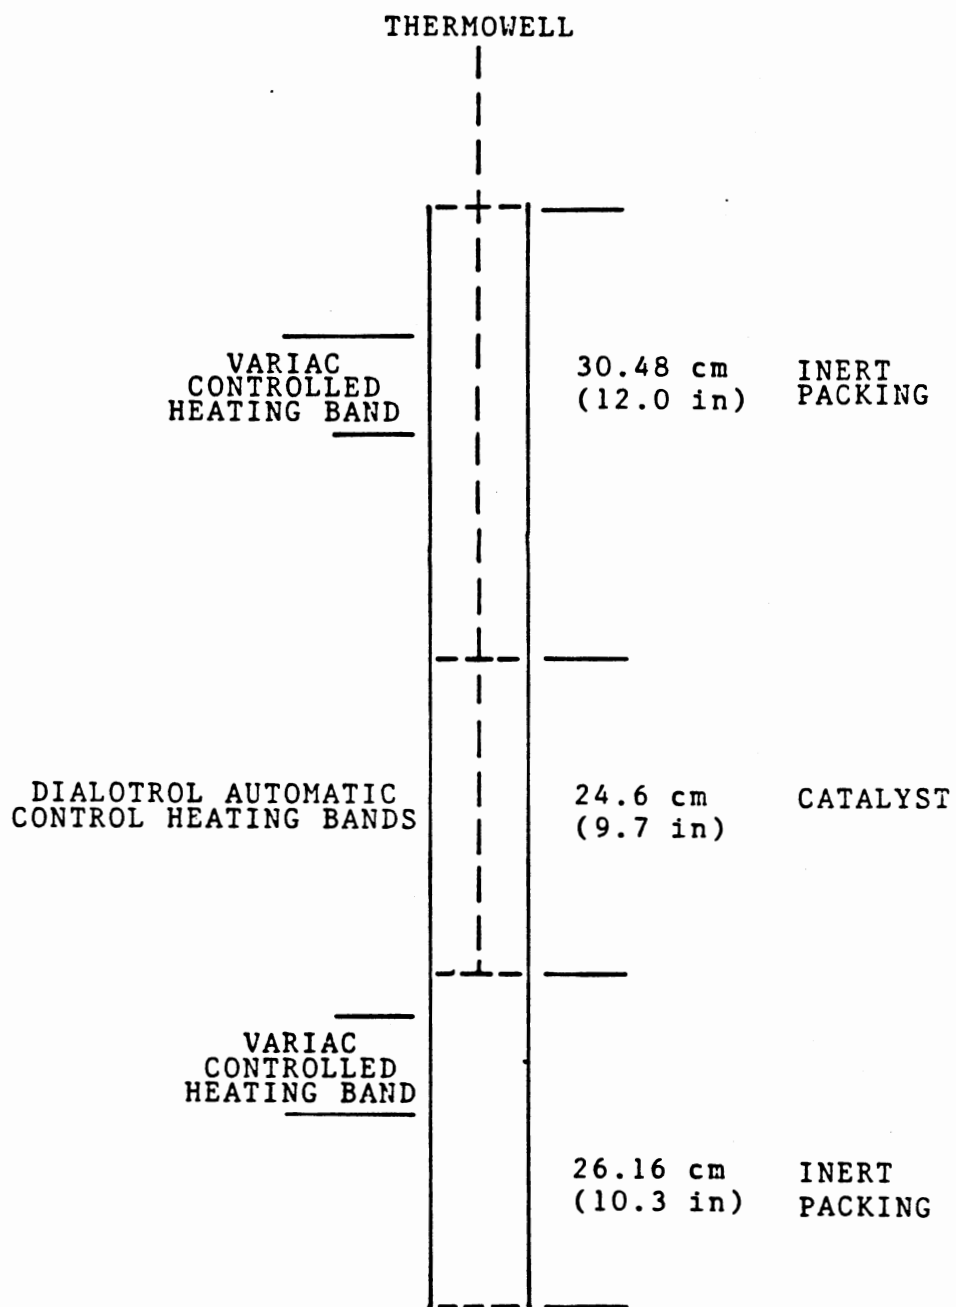 THERMOWELL
VARIAC
CONTROLLED
HEATING BAND
30.48 cm
(12.0 in)
INERT
PACKING
DIALOTROL AUTOMATIC
CONTROL HEATING BANDS
24.6 cm
(9.7 in)
CATALYST
VARIAC
CONTROLLED
HEATING BAND
26.16 cm
(10.3 in)
INERT
PACKING